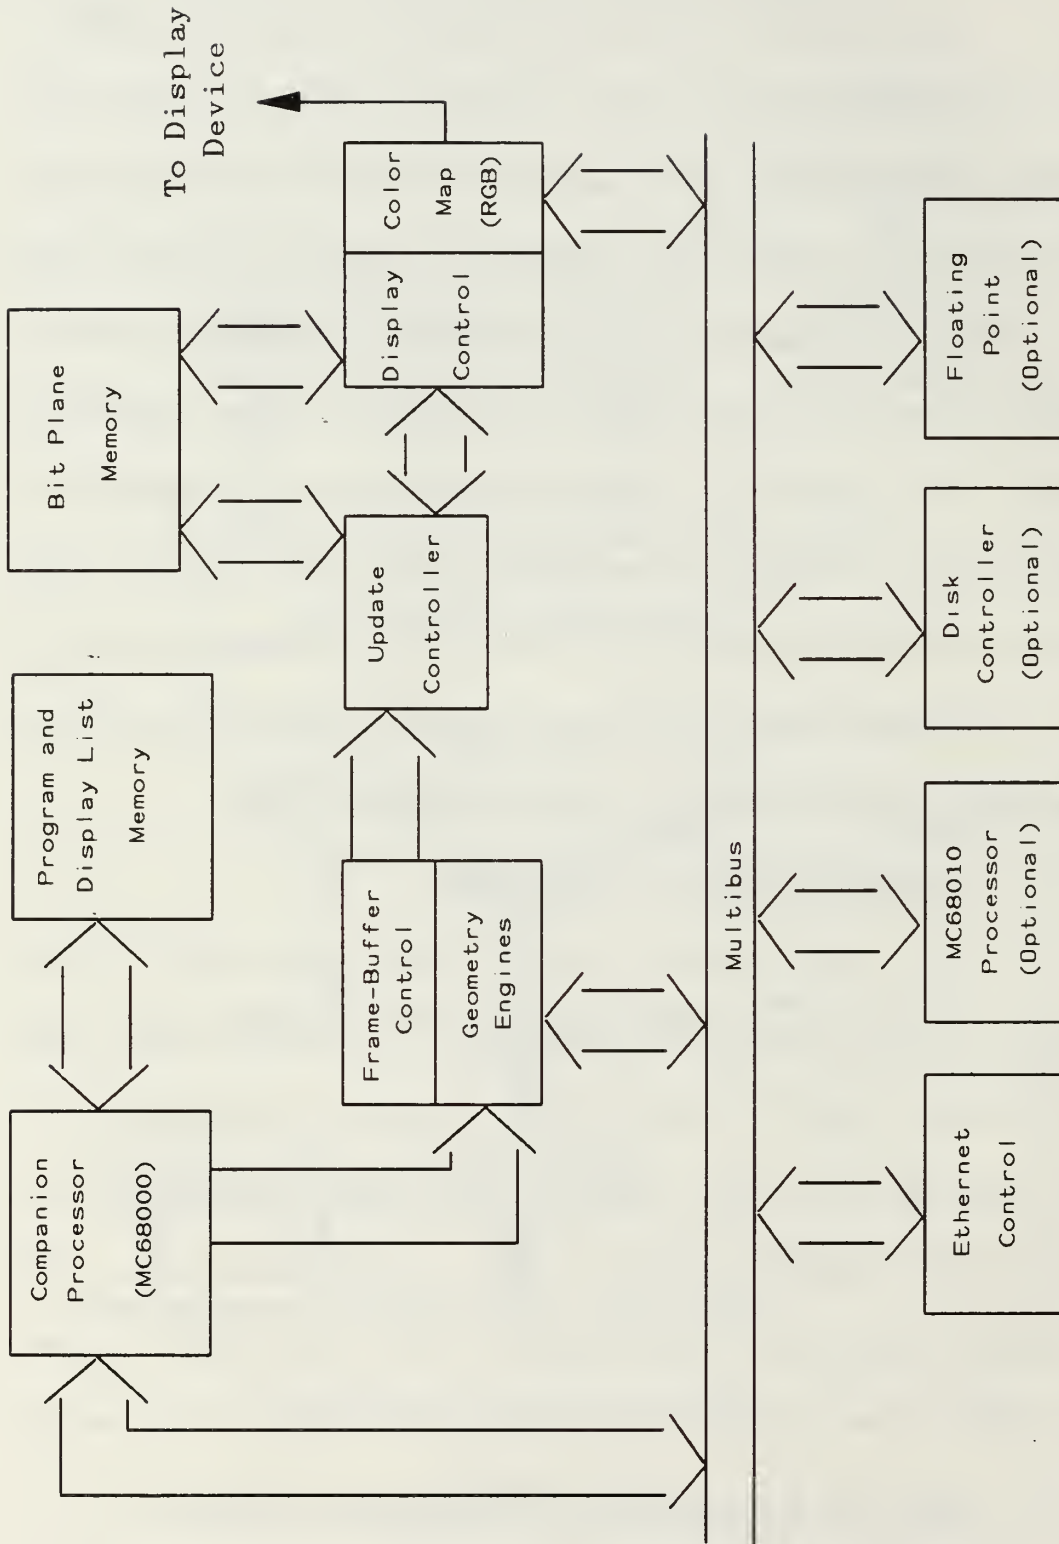 Companion
Processor
(MC68000)
Program and
Display List
Memory
Bit Plane
Memory
To Display
Device
Frame-Buffer
Control
Geometry
Engines
Update
Controller
Display
Control
Color
Map
(RGB)
Multibus
Ethernet
Control
MC68010
Processor
(Optional)
Disk
Controller
(Optional)
Floating
Point
(Optional)